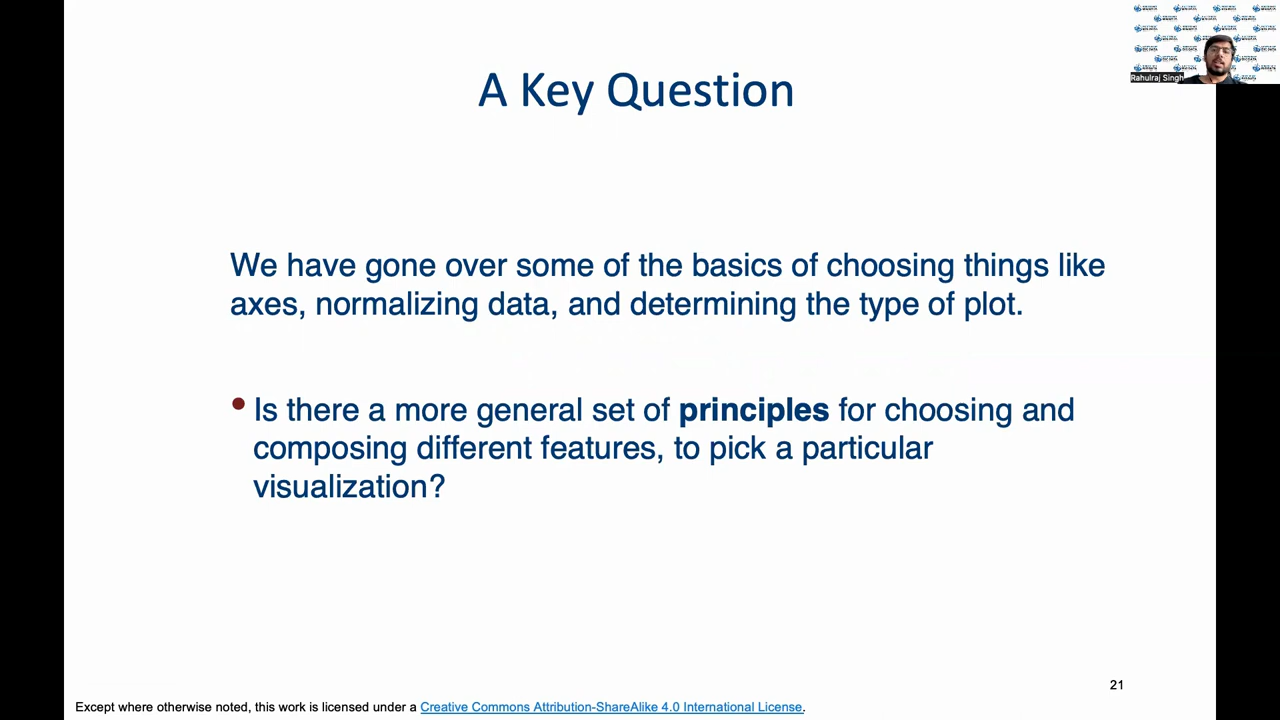 Rahulraj Singh
A Key Question
We have gone over some of the basics of choosing things like
axes, normalizing data, and determining the type of plot.
• Is there a more general set of principles for choosing and
composing different features, to pick a particular
visualization?
21
Except where otherwise noted, this work is licensed under a Creative Commons Attribution-ShareAlike 4.0 International License.